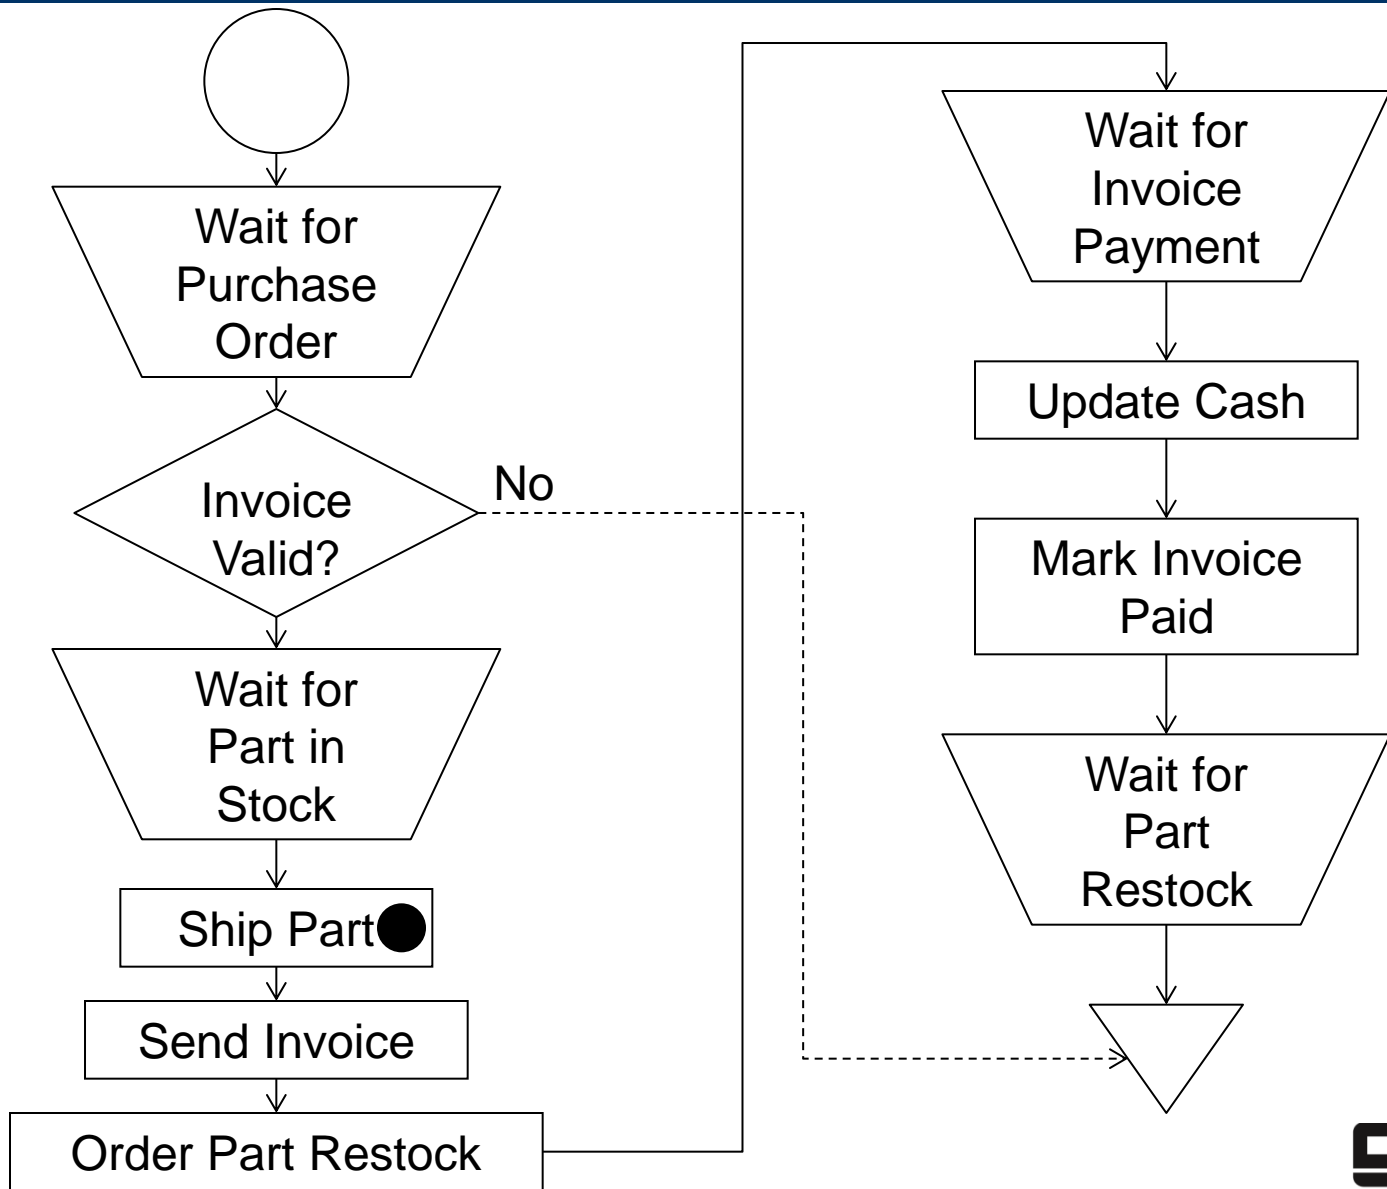 Wait for
Purchase
Order
Invoice
Valid?
No
Wait for
Part in
Stock
Ship Part
Send Invoice
Order Part Restock
Wait for
Invoice
Payment
Update Cash
Mark Invoice
Paid
Wait for
Part
Restock